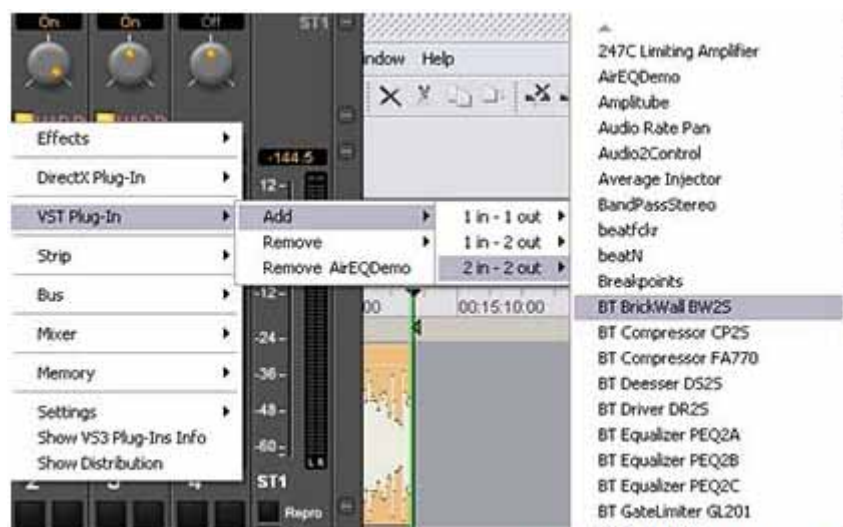 On On Off ST1
Window Help
-144.5
12-
Effects
DirectX Plug-In
VST Plug-In
Strip
Bus
Mixer
Memory
Settings
Show VS3 Plug-Ins Info
Show Distribution
Add
Remove
Remove AirEQDemo
1 in - 1 out
1 in - 2 out
2 in - 2 out
-12-
-24-
-36-
-48-
-60-
L R
ST1
Repro
2 3 4
00 00:15:10:00
247C Limiting Amplifier
AirEQDemo
Amplitube
Audio Rate Pan
Audio2Control
Average Injector
BandPassStereo
beatfckr
beatN
Breakpoints
BT BrickWall BW2S
BT Compressor CP2S
BT Compressor FA770
BT Deesser DS2S
BT Driver DR2S
BT Equalizer PEQ2A
BT Equalizer PEQ2B
BT Equalizer PEQ2C
BT GateLimiter GL201